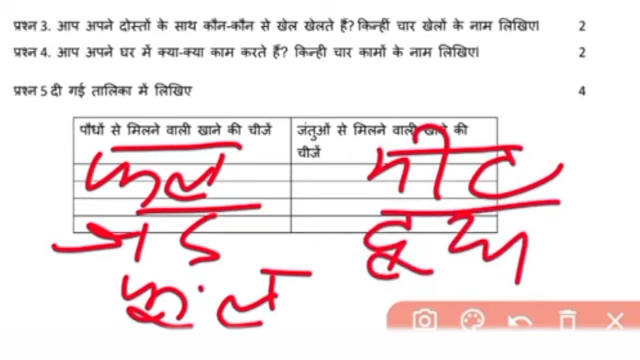 प्रश्न 3. आप अपने दोस्तों के साथ कौन-कौन से खेल खेलते हैं? किन्हीं चार खेलों के नाम लिखिए। 2
प्रश्न 4. आप अपने घर में क्या-क्या काम करते हैं? किन्ही चार कामों के नाम लिखिए। 2
प्रश्न 5 दी गई तालिका में लिखिए 4
पौधों से मिलने वाली खाने की चीजें जंतुओं से मिलने वाली खाने की
चीजें
फल मीट
जड दूध
फूल